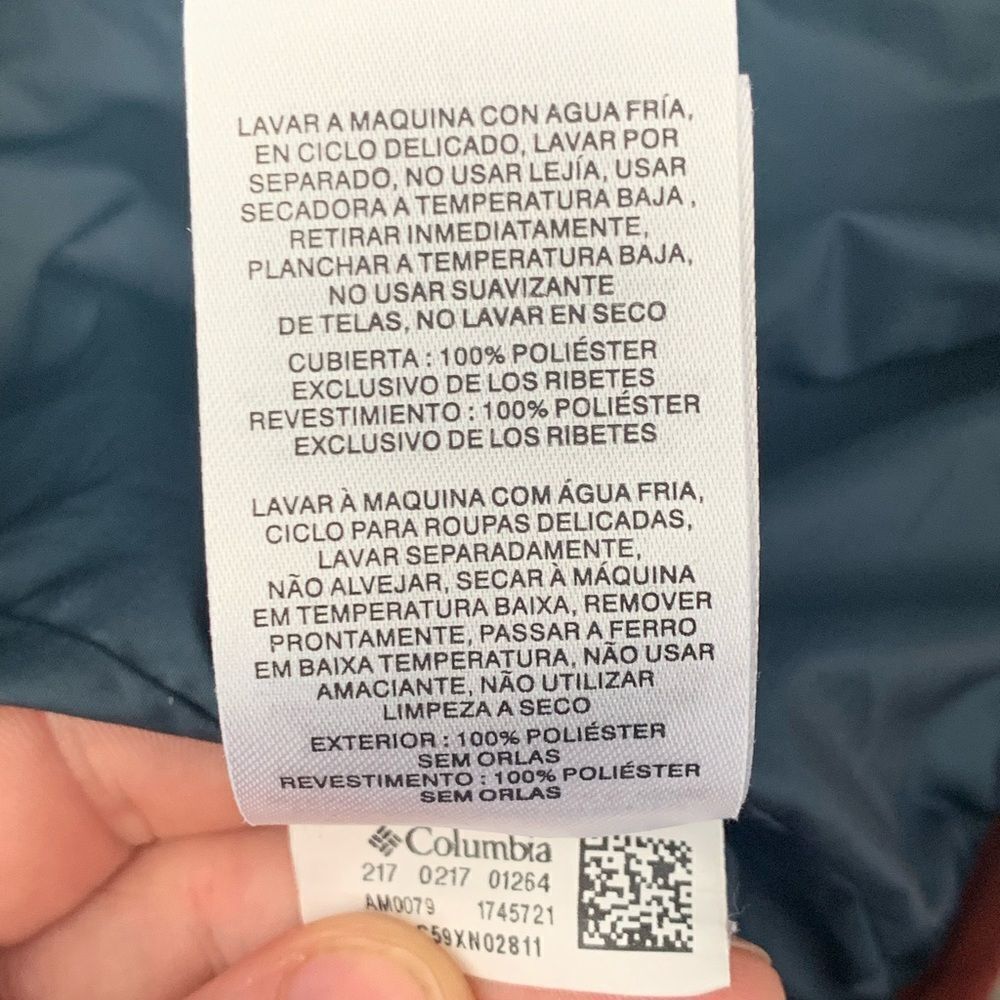 LAVAR A MAQUINA CON AGUA FRÍA,
EN CICLO DELICADO, LAVAR POR
SEPARADO, NO USAR LEJÍA, USAR
SECADORA A TEMPERATURA BAJA ,
RETIRAR INMEDIATAMENTE,
PLANCHAR A TEMPERATURA BAJA,
NO USAR SUAVIZANTE
DE TELAS, NO LAVAR EN SECO
CUBIERTA : 100% POLIÉSTER
EXCLUSIVO DE LOS RIBETES
REVESTIMIENTO : 100% POLIÉSTER
EXCLUSIVO DE LOS RIBETES
LAVAR À MAQUINA COM ÁGUA FRIA,
CICLO PARA ROUPAS DELICADAS,
LAVAR SEPARADAMENTE,
NÃO ALVEJAR, SECAR À MÁQUINA
EM TEMPERATURA BAIXA, REMOVER
PRONTAMENTE, PASSAR A FERRO
EM BAIXA TEMPERATURA, NÃO USAR
AMACIANTE, NÃO UTILIZAR
LIMPEZA A SECO
EXTERIOR : 100% POLIÉSTER
SEM ORLAS
REVESTIMENTO : 100% POLIÉSTER
SEM ORLAS
Columbia
217 0217 01264
AM0079 1745721